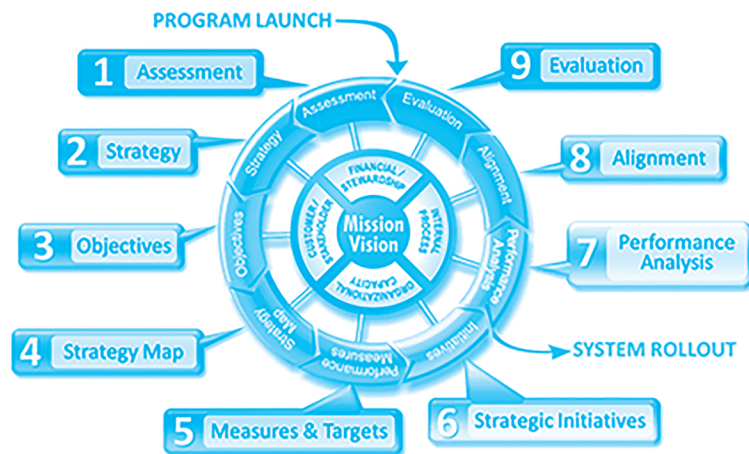 PROGRAM LAUNCH
1 Assessment
2 Strategy
3 Objectives
4 Strategy Map
5 Measures & Targets
6 Strategic Initiatives
SYSTEM ROLLOUT
7 Performance
Analysis
8 Alignment
9 Evaluation
Assessment
Strategy
Objectives
Strategy
Map
Performance
Measures
Initiatives
Performance
Analysis
Alignment
Evaluation
FINANCIAL/
STEWARDSHIP
CUSTOMER/
STAKEHOLDER
INTERNAL
PROCESS
ORGANIZATIONAL
CAPACITY
Mission
Vision